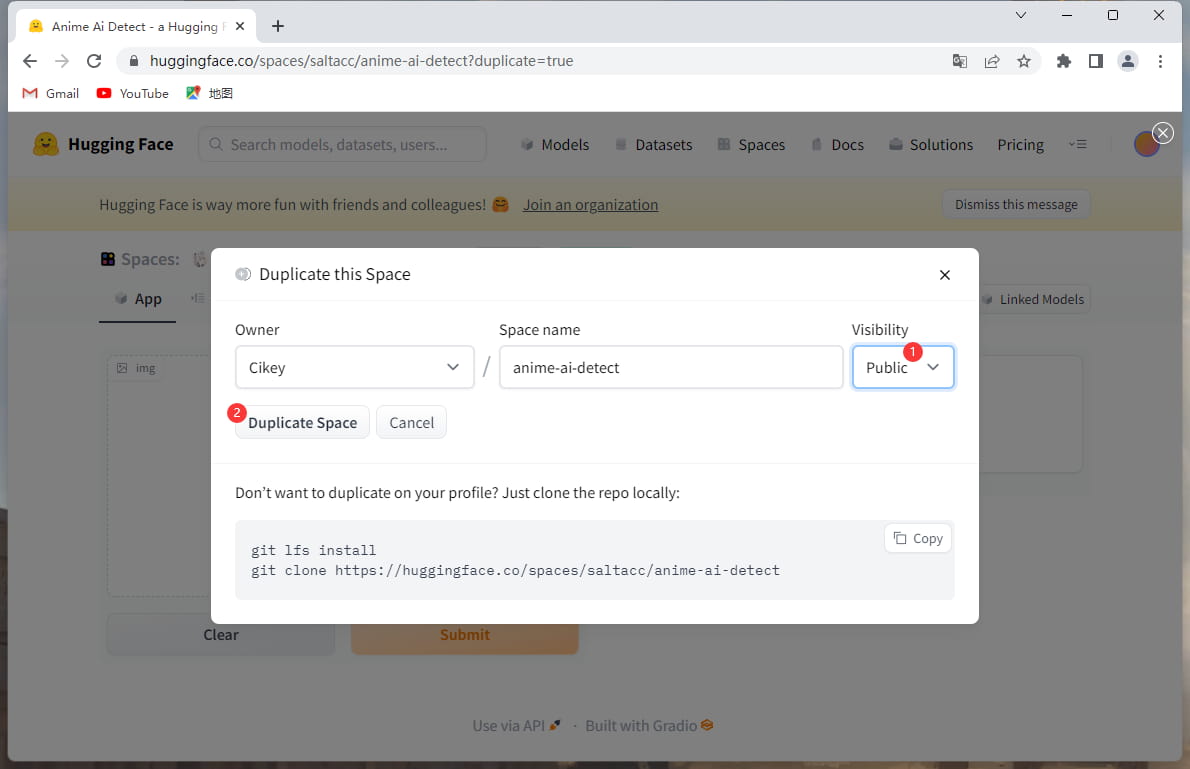 Anime Ai Detect - a Hugging F
huggingface.co/spaces/saltacc/anime-ai-detect?duplicate=true
Gmail YouTube 地图
Hugging Face Search models, datasets, users... Models Datasets Spaces Docs Solutions Pricing
Hugging Face is way more fun with friends and colleagues! 🤗 Join an organization Dismiss this message
Spaces:
App Linked Models
Duplicate this Space
Owner Space name Visibility
1
Cikey / anime-ai-detect Public
2
Duplicate Space Cancel
img
Don't want to duplicate on your profile? Just clone the repo locally:
Copy
git lfs install
git clone https://huggingface.co/spaces/saltacc/anime-ai-detect
Clear Submit
Use via API 🚀 · Built with Gradio